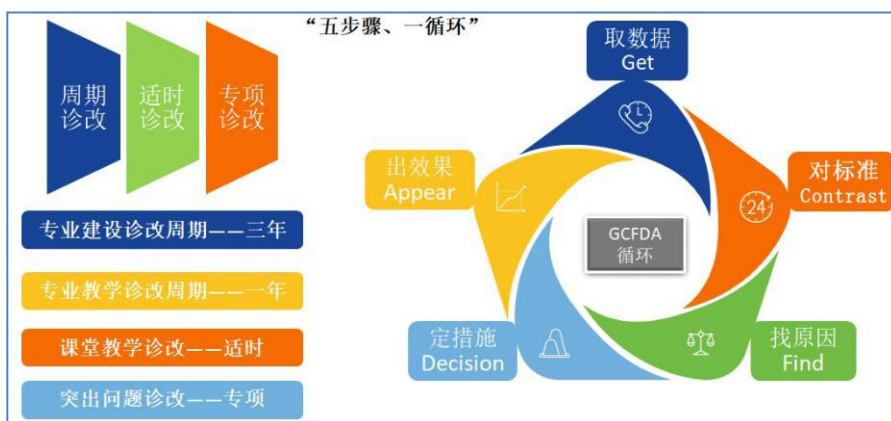 “五步骤、一循环”
周期
诊改
适时
诊改
专项
诊改
专业建设诊改周期——三年
专业教学诊改周期——一年
课堂教学诊改——适时
突出问题诊改——专项
取数据
Get
对标准
Contrast
24
找原因
Find
定措施
Decision
出效果
Appear
GCFDA
循环